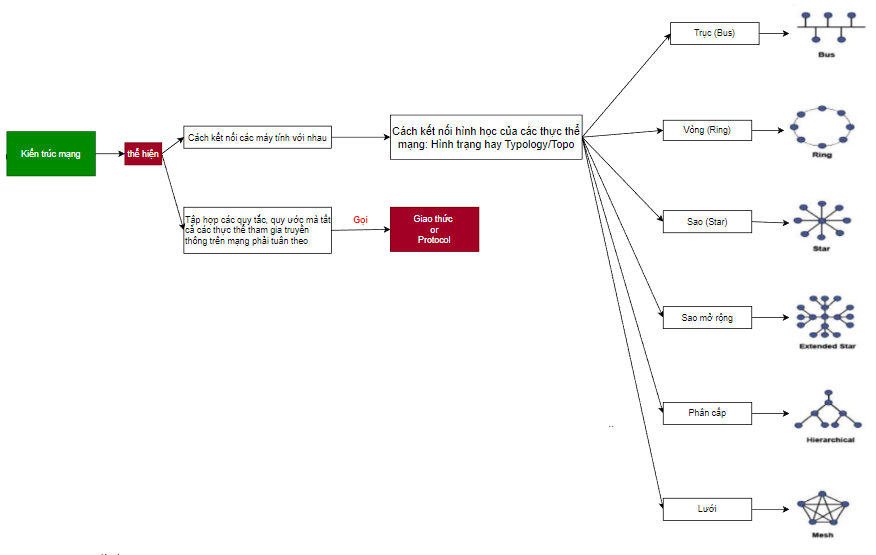 Kiến trúc mạng
thể hiện
Cách kết nối các máy tính với nhau
Tập hợp các quy tắc, quy ước mà tất
cả các thực thể tham gia truyền
thông trên mạng phải tuân theo
Gọi
Giao thức
or
Protocol
Cách kết nối hình học của các thực thể
mạng: Hình trạng hay Typology/Topo
Trục (Bus)
Bus
Vòng (Ring)
Ring
Sao (Star)
Star
Sao mở rộng
Extended Star
Phân cấp
Hierarchical
Lưới
Mesh
..